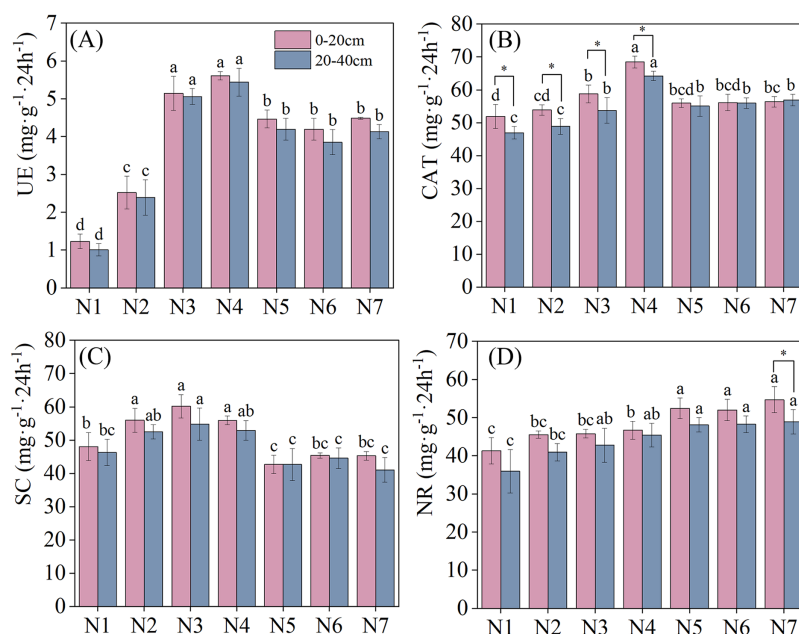 (A)
0-20cm
20-40cm
UE (mg·g⁻¹·24h⁻¹)
7
6
5
4
3
2
1
0
d d c c a a a a b b b b b b
N1 N2 N3 N4 N5 N6 N7
(B)
CAT (mg·g⁻¹·24h⁻¹)
80
70
60
50
40
30
20
10
0
* * * *
d c cd c b b a a bcd b bcd b bc b
N1 N2 N3 N4 N5 N6 N7
(C)
SC (mg·g⁻¹·24h⁻¹)
80
70
60
50
40
30
20
10
0
b bc a ab a a a ab c c bc c bc c
N1 N2 N3 N4 N5 N6 N7
(D)
NR (mg·g⁻¹·24h⁻¹)
70
60
50
40
30
20
10
0
*
c c bc bc bc ab b ab a a a a a a
N1 N2 N3 N4 N5 N6 N7